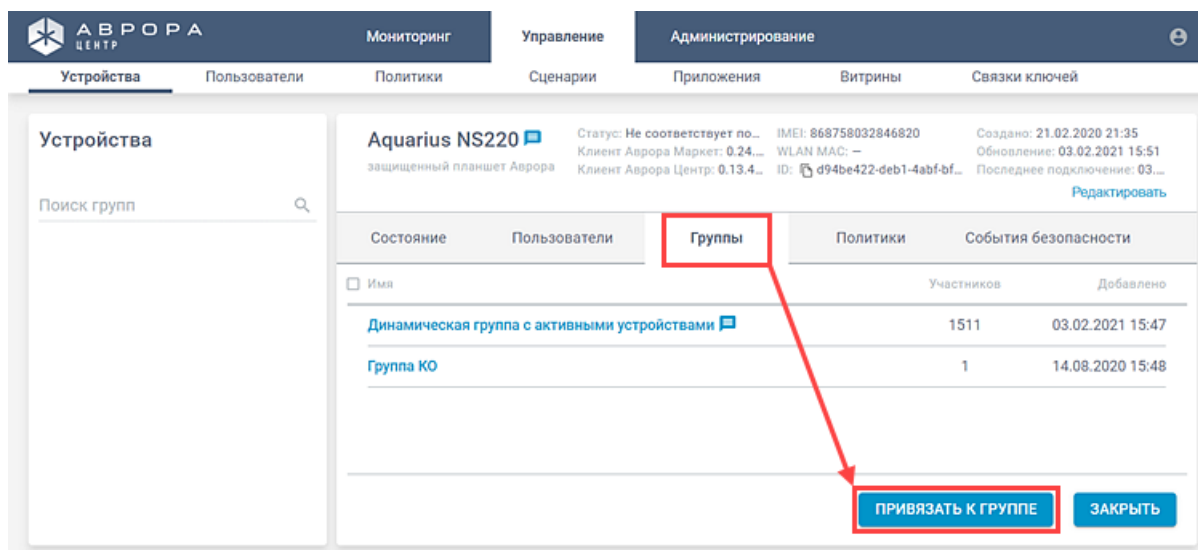 АВРОРА
ЦЕНТР
Мониторинг
Управление
Администрирование
Устройства
Пользователи
Политики
Сценарии
Приложения
Витрины
Связки ключей
Устройства
Поиск групп
Aquarius NS220
защищенный планшет Аврора
Статус: Не соответствует по...
Клиент Аврора Маркет: 0.24....
Клиент Аврора Центр: 0.13.4...
IMEI: 868758032846820
WLAN MAC: —
ID: d94be422-deb1-4abf-bf...
Создано: 21.02.2020 21:35
Обновление: 03.02.2021 15:51
Последнее подключение: 03....
Редактировать
Состояние
Пользователи
Группы
Политики
События безопасности
Имя
Участников
Добавлено
Динамическая группа с активными устройствами
1511
03.02.2021 15:47
Группа КО
1
14.08.2020 15:48
ПРИВЯЗАТЬ К ГРУППЕ
ЗАКРЫТЬ